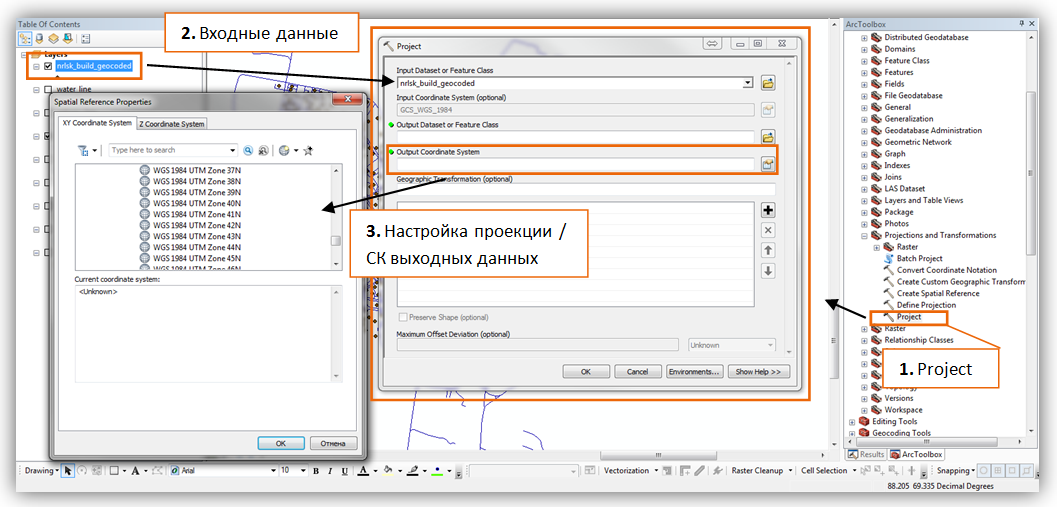 Table Of Contents
Layers
nrlsk_build_geocoded
water line
2. Входные данные
Project
Input Dataset or Feature Class
nrlsk_build_geocoded
Input Coordinate System (optional)
GCS_WGS_1984
Output Dataset or Feature Class
Output Coordinate System
Geographic Transformation (optional)
Preserve Shape (optional)
Maximum Offset Deviation (optional)
Unknown
OK
Cancel
Environments...
Show Help >>
3. Настройка проекции /
СК выходных данных
Spatial Reference Properties
XY Coordinate System
Z Coordinate System
Type here to search
WGS 1984 UTM Zone 37N
WGS 1984 UTM Zone 38N
WGS 1984 UTM Zone 39N
WGS 1984 UTM Zone 40N
WGS 1984 UTM Zone 41N
WGS 1984 UTM Zone 42N
WGS 1984 UTM Zone 43N
WGS 1984 UTM Zone 44N
WGS 1984 UTM Zone 45N
WGS 1984 UTM Zone 46N
Current coordinate system:
<Unknown>
OK
Отмена
ArcToolbox
Distributed Geodatabase
Domains
Feature Class
Features
Fields
File Geodatabase
General
Generalization
Geodatabase Administration
Geometric Network
Graph
Indexes
Joins
LAS Dataset
Layers and Table Views
Package
Photos
Projections and Transformations
Raster
Batch Project
Convert Coordinate Notation
Create Custom Geographic Transform
Create Spatial Reference
Define Projection
Project
Raster
Relationship Classes
1. Project
Topology
Versions
Workspace
Editing Tools
Geocoding Tools
Results
ArcToolbox
Drawing
Arial
10
B I U
A
Vectorization
Raster Cleanup
Cell Selection
Snapping
88.205 69.335 Decimal Degrees